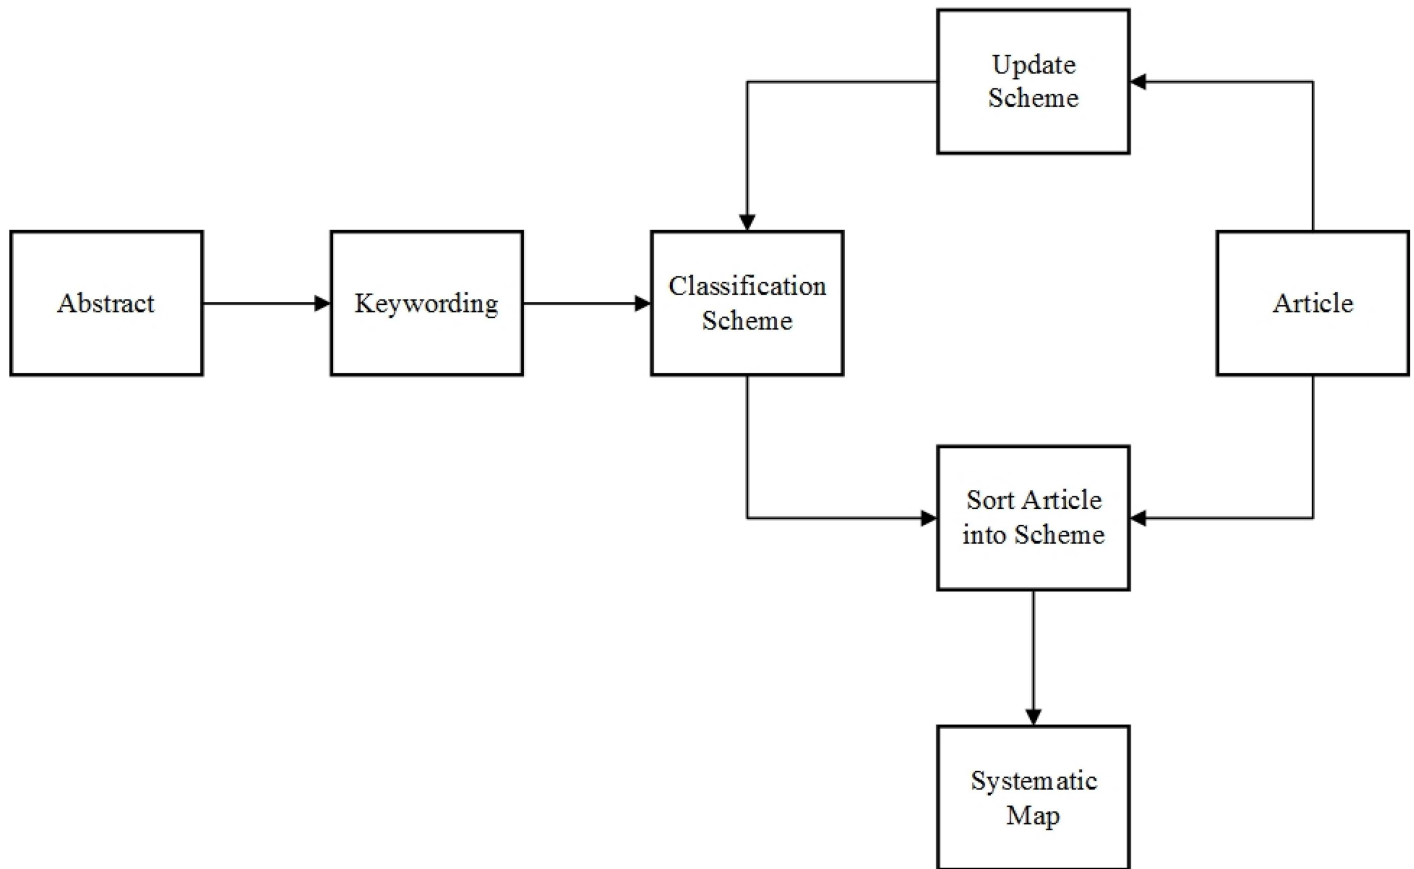 Update
Scheme
Abstract
Keywording
Classification
Scheme
Article
Sort Article
into Scheme
Systematic
Map